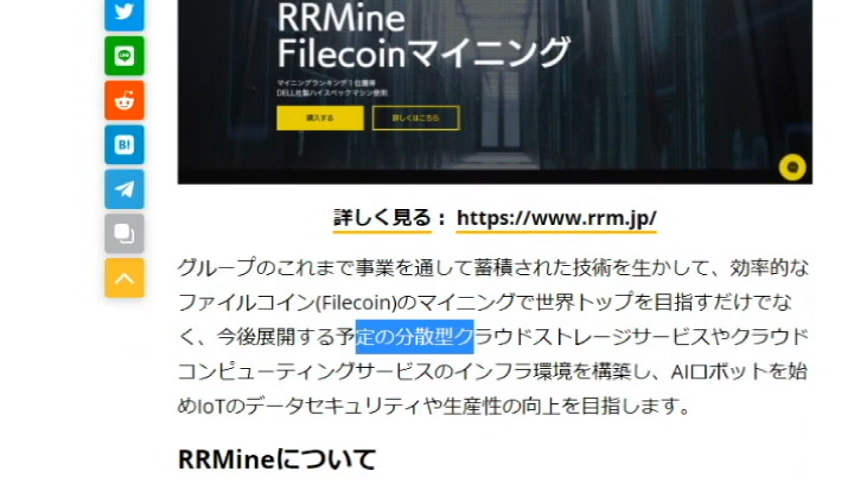 RRMine
Filecoinマイニング
マイニングランキング1位獲得
DELL社製ハイスペックマシン使用
購入する
詳しくはこちら
LINE
B!
詳しく見る： https://www.rrm.jp/
グループのこれまで事業を通して蓄積された技術を生かして、効率的な
ファイルコイン(Filecoin)のマイニングで世界トップを目指すだけでな
く、今後展開する予定の分散型クラウドストレージサービスやクラウド
コンピューティングサービスのインフラ環境を構築し、AIロボットを始
めIoTのデータセキュリティや生産性の向上を目指します。
RRMineについて